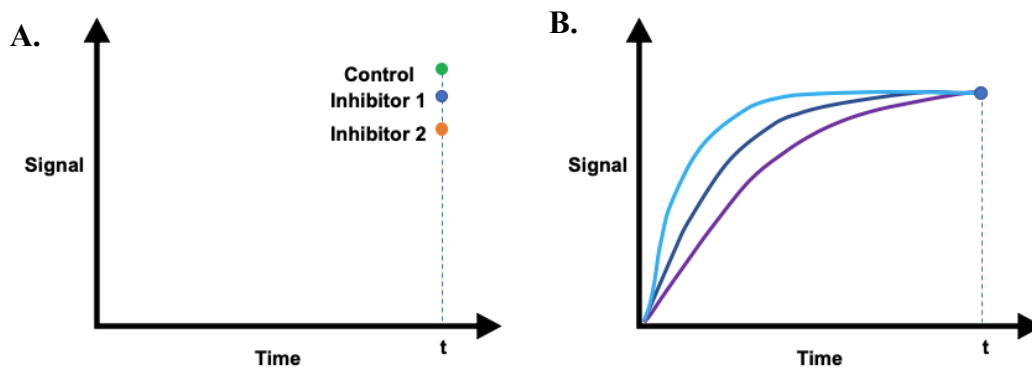 A.
Control
Inhibitor 1
Inhibitor 2
Signal
t
Time
B.
Signal
t
Time